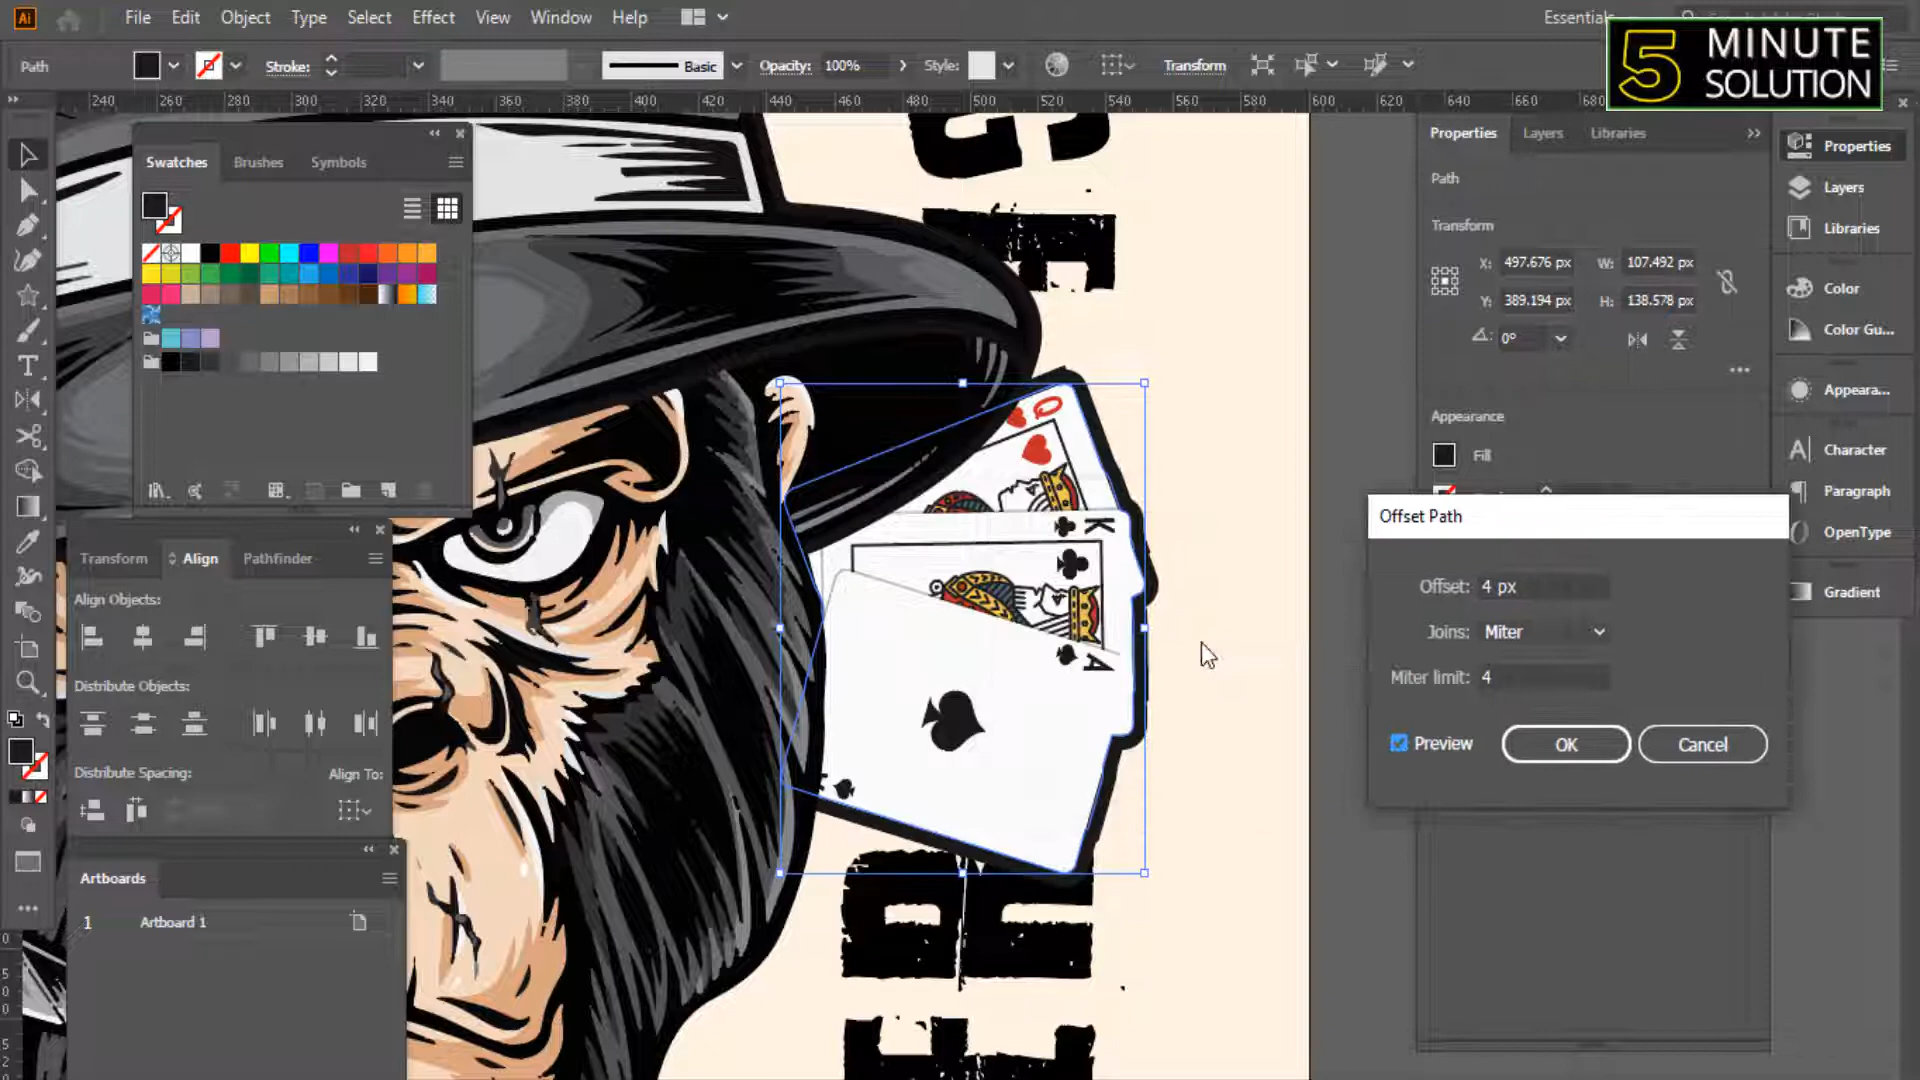 Ai File Edit Object Type Select Effect View Window Help Essentials
5 MINUTE SOLUTION
Path Stroke: Basic Opacity: 100% Style: Transform
240 260 280 300 320 340 360 380 400 420 440 460 480 500 520 540 560 580 600 620 640 660 680
Swatches Brushes Symbols
Transform Align Pathfinder
Align Objects:
Distribute Objects:
Distribute Spacing: Align To:
Artboards
1 Artboard 1
Q
K
A
Properties Layers Libraries
Path
Transform
X: 497.676 px W: 107.492 px
Y: 389.194 px H: 138.578 px
0°
Appearance
Fill
Offset Path
Offset: 4 px
Joins: Miter
Miter limit: 4
Preview OK Cancel
Properties
Layers
Libraries
Color
Color Gu...
Appeara...
Character
Paragraph
OpenType
Gradient